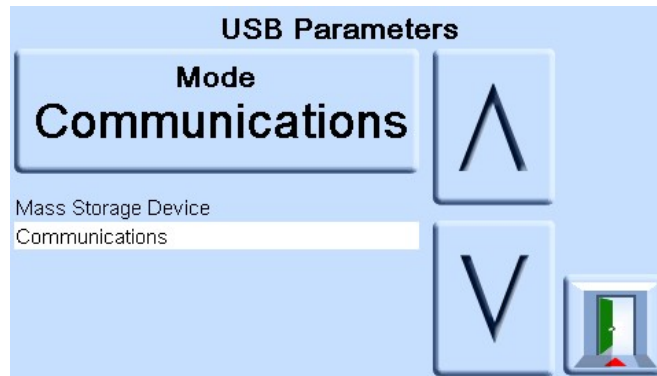 USB Parameters
Mode
Communications
Mass Storage Device
Communications